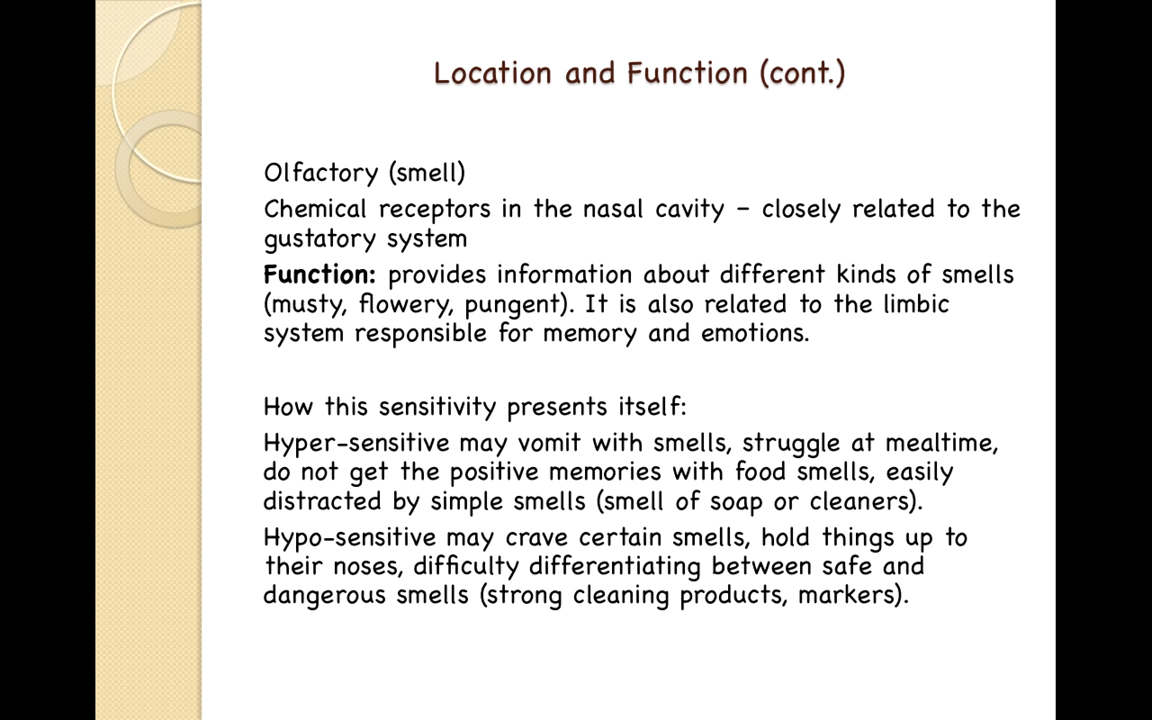 Location and Function (cont.)
Olfactory (smell)
Chemical receptors in the nasal cavity – closely related to the
gustatory system
Function: provides information about different kinds of smells
(musty, flowery, pungent). It is also related to the limbic
system responsible for memory and emotions.
How this sensitivity presents itself:
Hyper-sensitive may vomit with smells, struggle at mealtime,
do not get the positive memories with food smells, easily
distracted by simple smells (smell of soap or cleaners).
Hypo-sensitive may crave certain smells, hold things up to
their noses, difficulty differentiating between safe and
dangerous smells (strong cleaning products, markers).